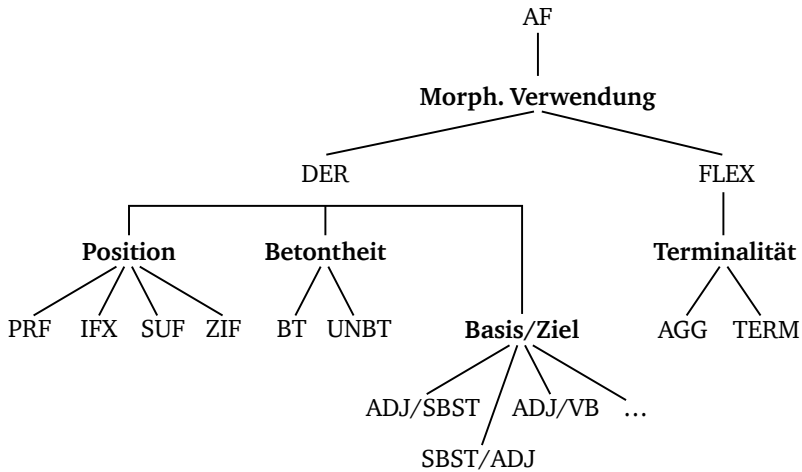 AF
Morph. Verwendung
DER FLEX
Position Betontheit Terminalität
PRF IFX SUF ZIF BT UNBT Basis/Ziel AGG TERM
ADJ/SBST ADJ/VB ...
SBST/ADJ